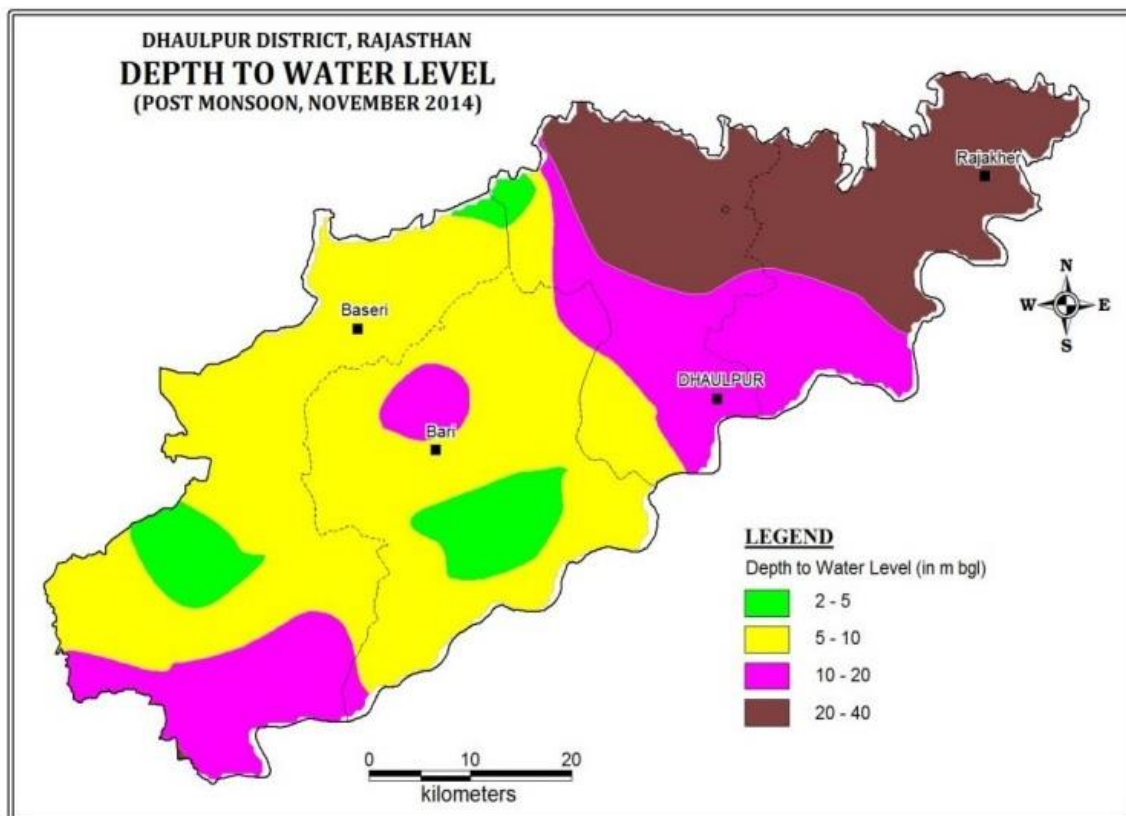 DHAULPUR DISTRICT, RAJASTHAN
DEPTH TO WATER LEVEL
(POST MONSOON, NOVEMBER 2014)
Rajakher
N
W E
S
Baseri
DHAULPUR
Bari
LEGEND
Depth to Water Level (in m bgl)
2 - 5
5 - 10
10 - 20
20 - 40
0 10 20
kilometers